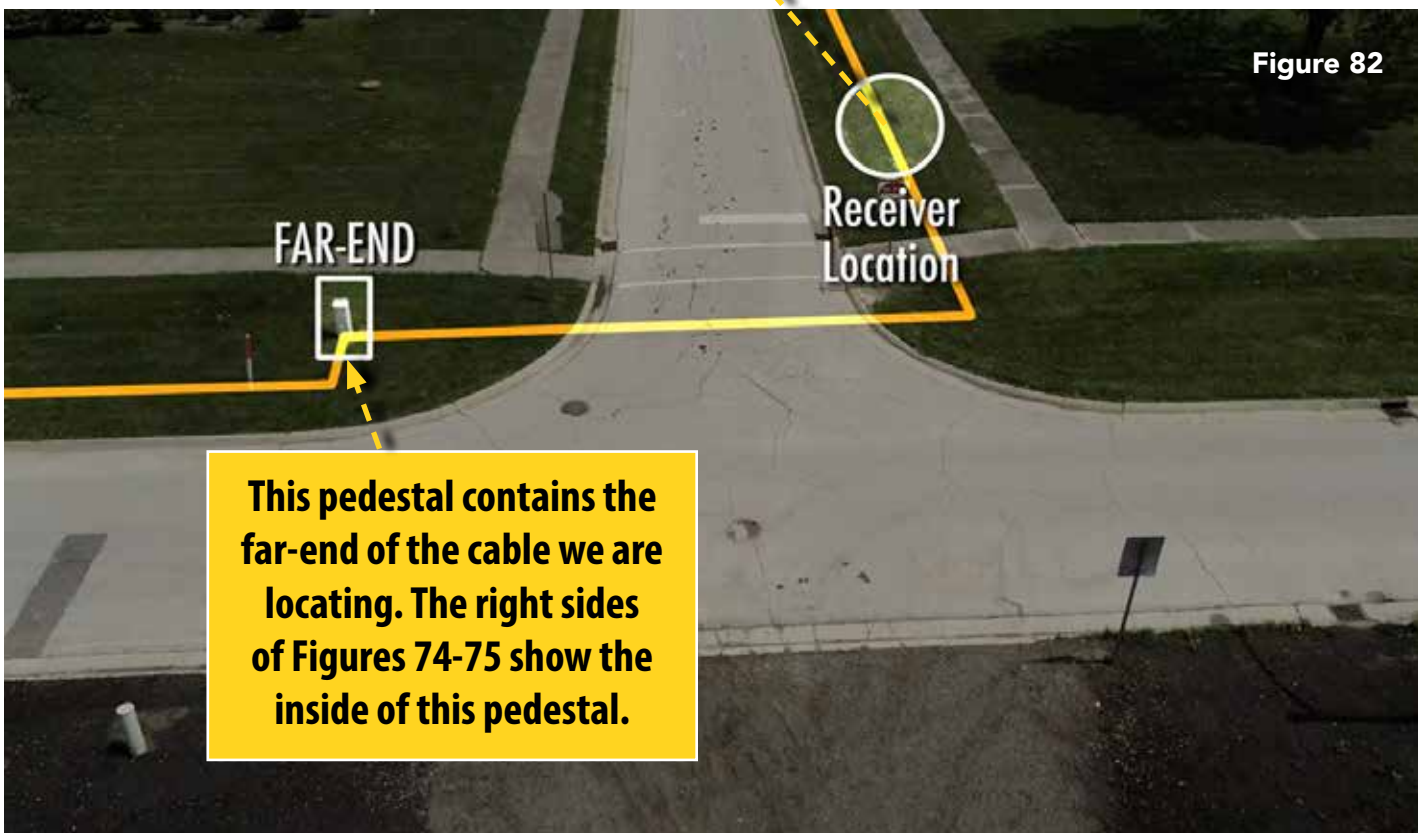 Figure 82
FAR-END
Receiver
Location
This pedestal contains the
far-end of the cable we are
locating. The right sides
of Figures 74-75 show the
inside of this pedestal.